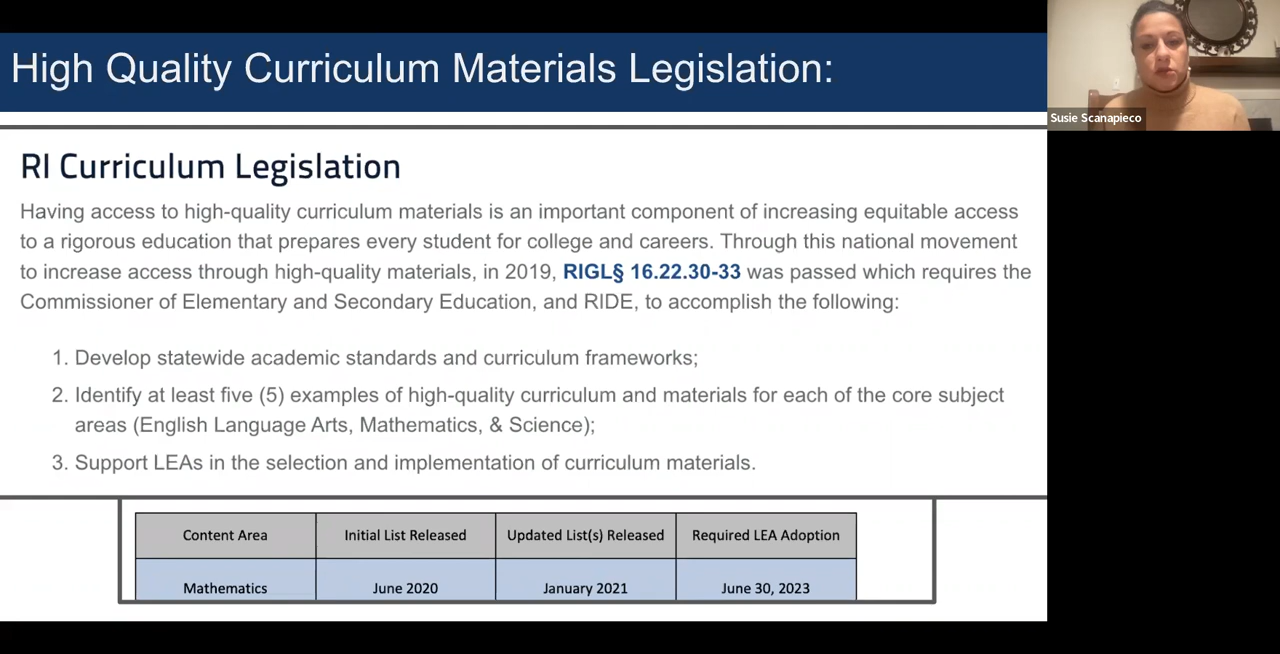 High Quality Curriculum Materials Legislation:
Susie Scanapieco
RI Curriculum Legislation
Having access to high-quality curriculum materials is an important component of increasing equitable access
to a rigorous education that prepares every student for college and careers. Through this national movement
to increase access through high-quality materials, in 2019, RIGL§ 16.22.30-33 was passed which requires the
Commissioner of Elementary and Secondary Education, and RIDE, to accomplish the following:
1. Develop statewide academic standards and curriculum frameworks;
2. Identify at least five (5) examples of high-quality curriculum and materials for each of the core subject
areas (English Language Arts, Mathematics, & Science);
3. Support LEAs in the selection and implementation of curriculum materials.
Content Area Initial List Released Updated List(s) Released Required LEA Adoption
Mathematics June 2020 January 2021 June 30, 2023